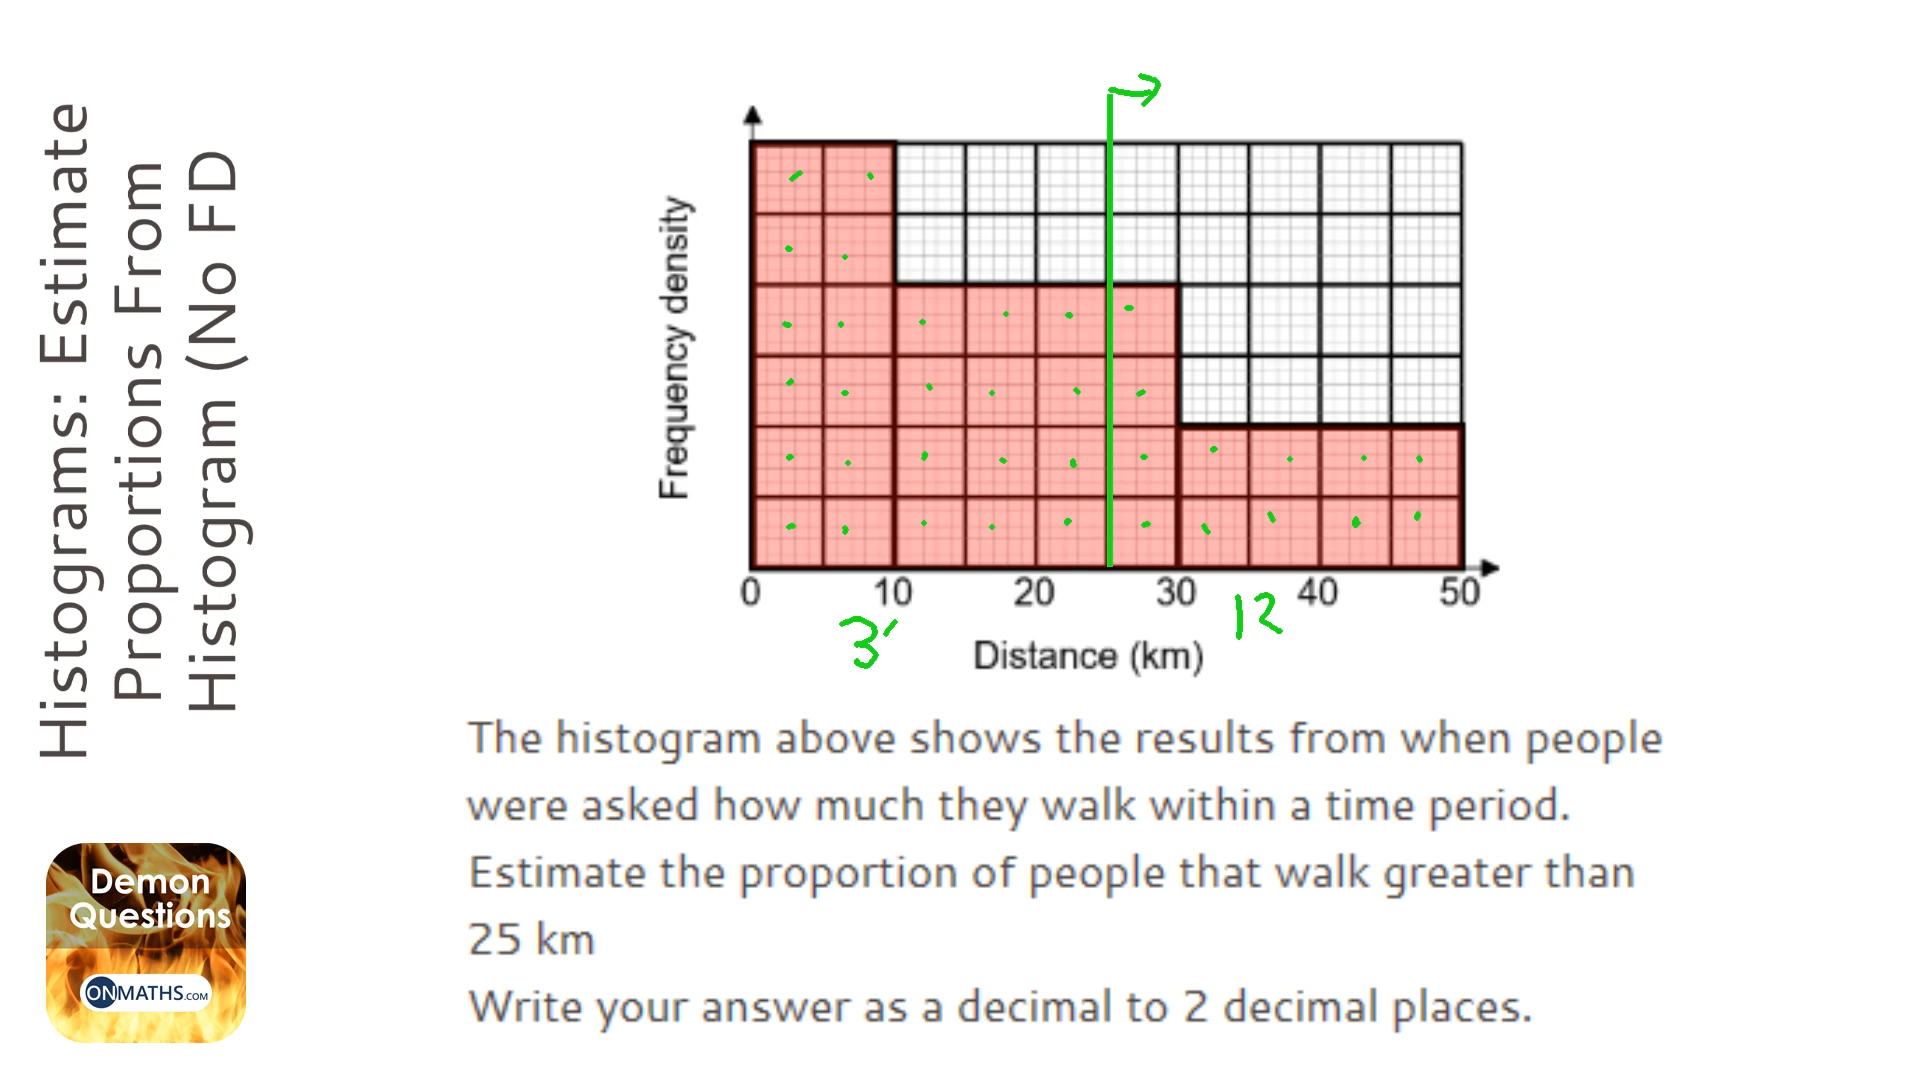 Histograms: Estimate
Proportions From
Histogram (No FD
Demon
Questions
ONMATHS.COM
Frequency density
0 10 20 30 40 50
12
Distance (km)
The histogram above shows the results from when people
were asked how much they walk within a time period.
Estimate the proportion of people that walk greater than
25 km
Write your answer as a decimal to 2 decimal places.